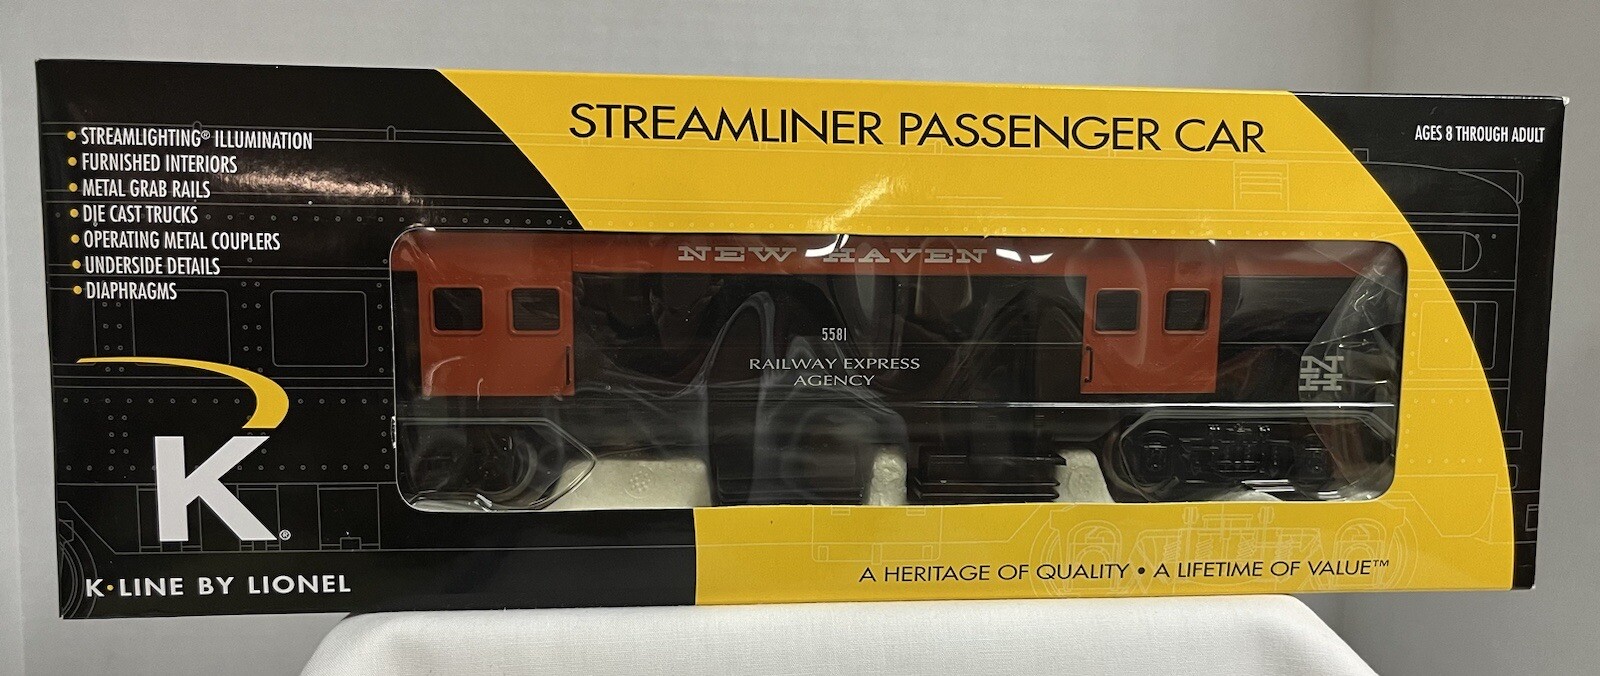 STREAMLINER PASSENGER CAR
AGES 8 THROUGH ADULT
• STREAMLIGHTING® ILLUMINATION
• FURNISHED INTERIORS
• METAL GRAB RAILS
• DIE CAST TRUCKS
• OPERATING METAL COUPLERS
• UNDERSIDE DETAILS
• DIAPHRAGMS
NEW HAVEN
5581
RAILWAY EXPRESS
AGENCY
N
H
K®
K•LINE BY LIONEL
A HERITAGE OF QUALITY • A LIFETIME OF VALUE™